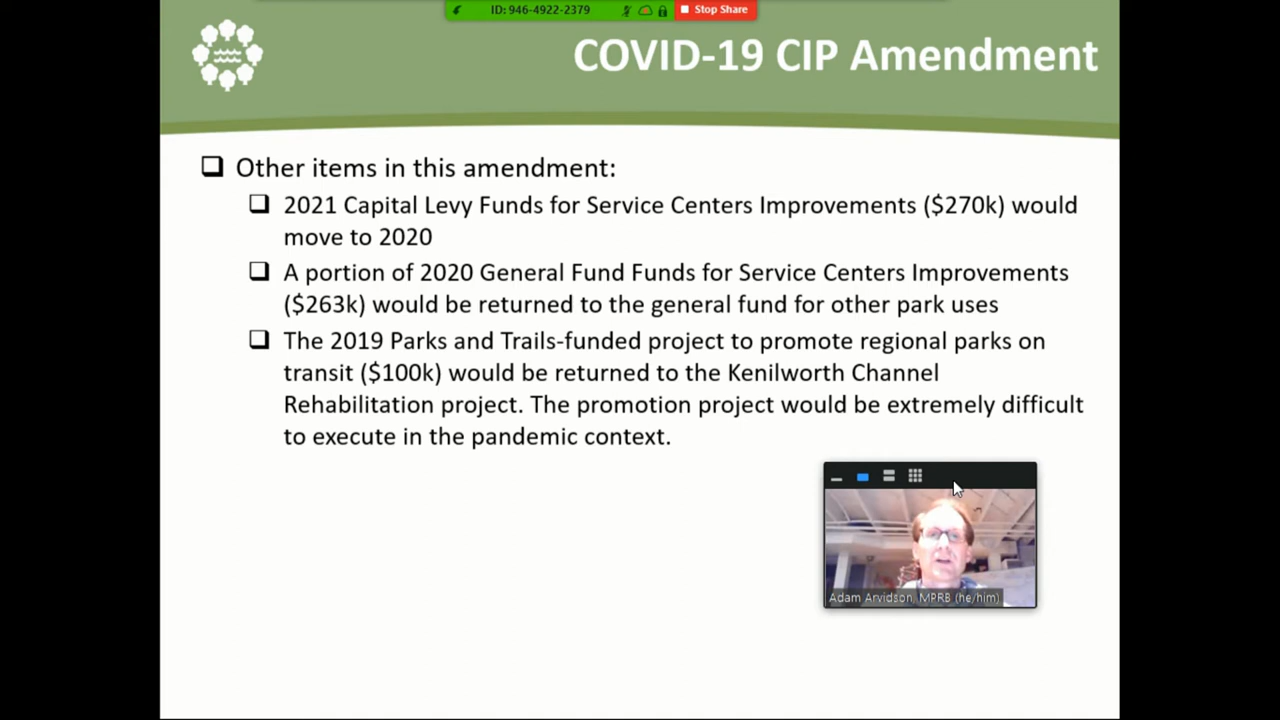 ID: 946-4922-2379
Stop Share
COVID-19 CIP Amendment
Other items in this amendment:
2021 Capital Levy Funds for Service Centers Improvements ($270k) would
move to 2020
A portion of 2020 General Fund Funds for Service Centers Improvements
($263k) would be returned to the general fund for other park uses
The 2019 Parks and Trails-funded project to promote regional parks on
transit ($100k) would be returned to the Kenilworth Channel
Rehabilitation project. The promotion project would be extremely difficult
to execute in the pandemic context.
Adam Arvidson, MPRB (he/him)